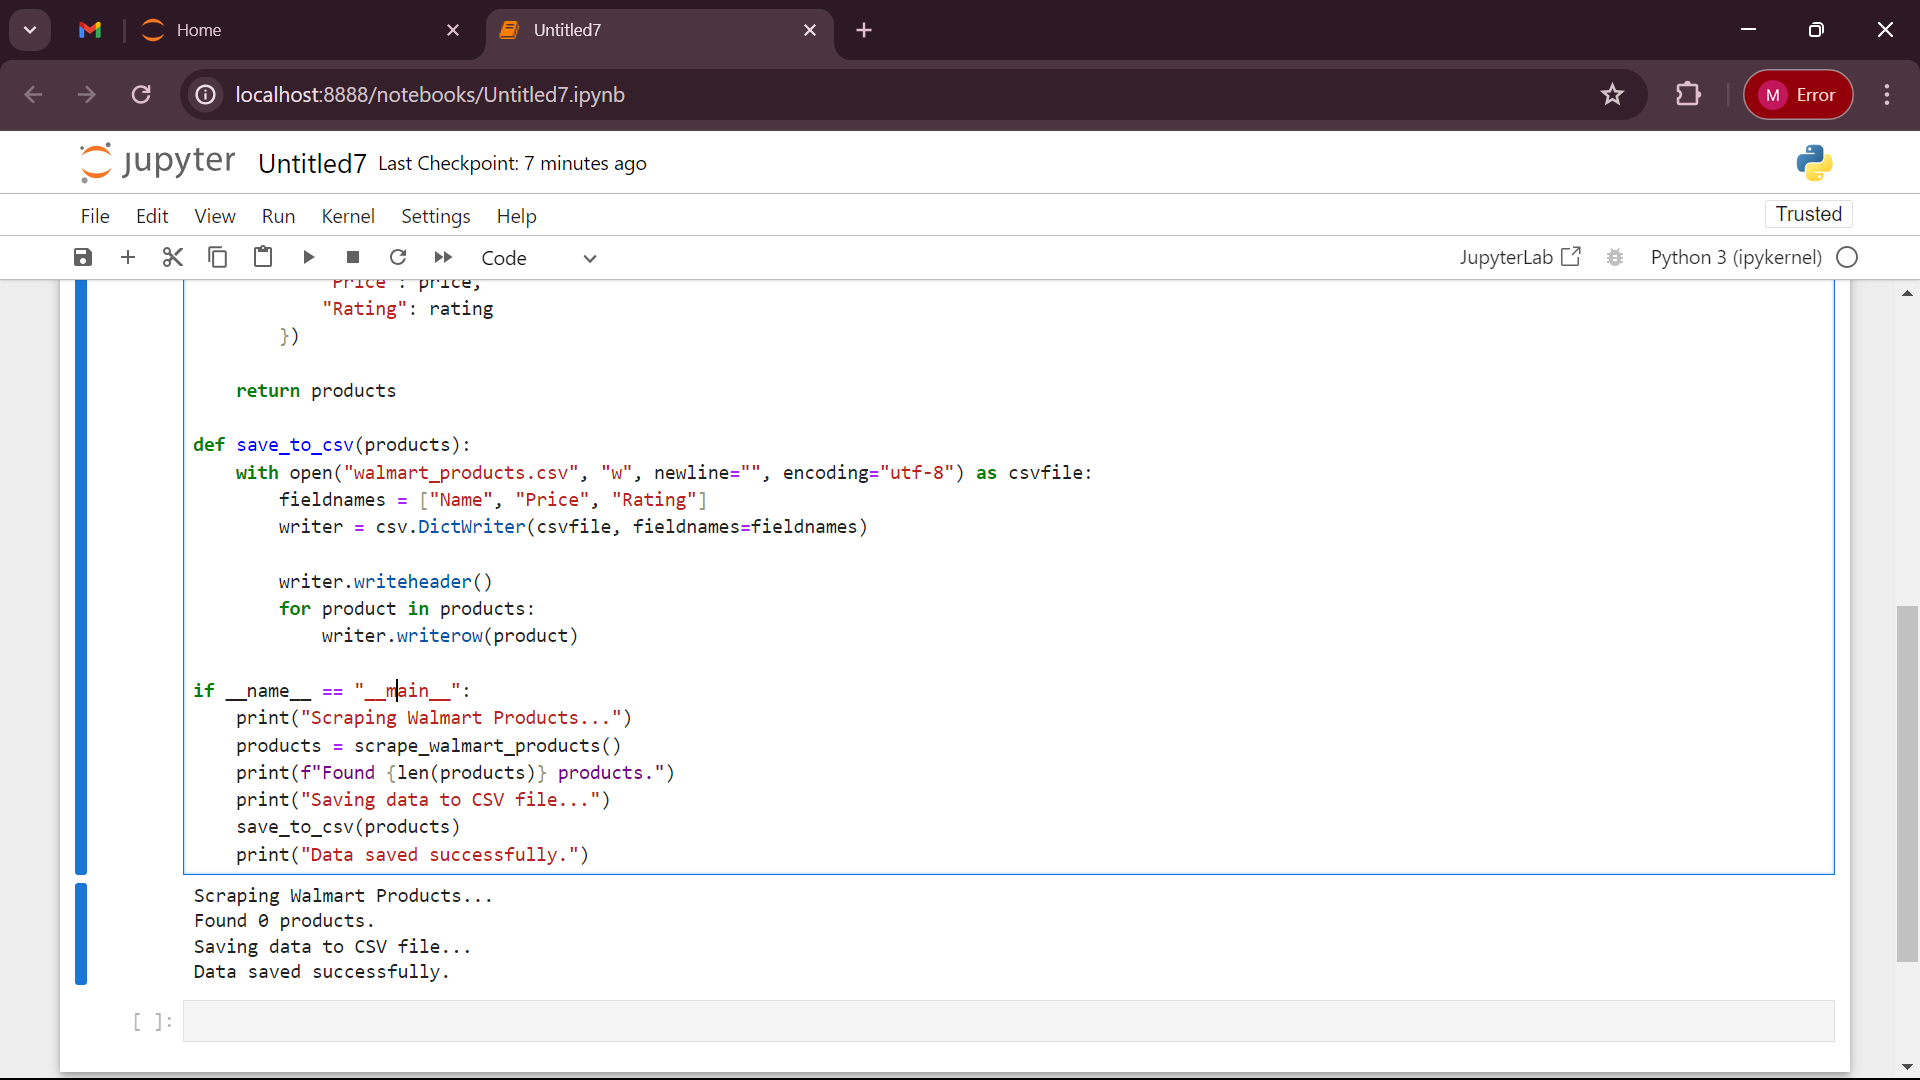 Home
Untitled7
localhost:8888/notebooks/Untitled7.ipynb
M Error
jupyter Untitled7 Last Checkpoint: 7 minutes ago
File Edit View Run Kernel Settings Help
Trusted
Code
JupyterLab
Python 3 (ipykernel)
"Price": price,
"Rating": rating
})
return products
def save_to_csv(products):
with open("walmart_products.csv", "w", newline="", encoding="utf-8") as csvfile:
fieldnames = ["Name", "Price", "Rating"]
writer = csv.DictWriter(csvfile, fieldnames=fieldnames)
writer.writeheader()
for product in products:
writer.writerow(product)
if __name__ == "__main__":
print("Scraping Walmart Products...")
products = scrape_walmart_products()
print(f"Found {len(products)} products.")
print("Saving data to CSV file...")
save_to_csv(products)
print("Data saved successfully.")
Scraping Walmart Products...
Found 0 products.
Saving data to CSV file...
Data saved successfully.
[ ]: